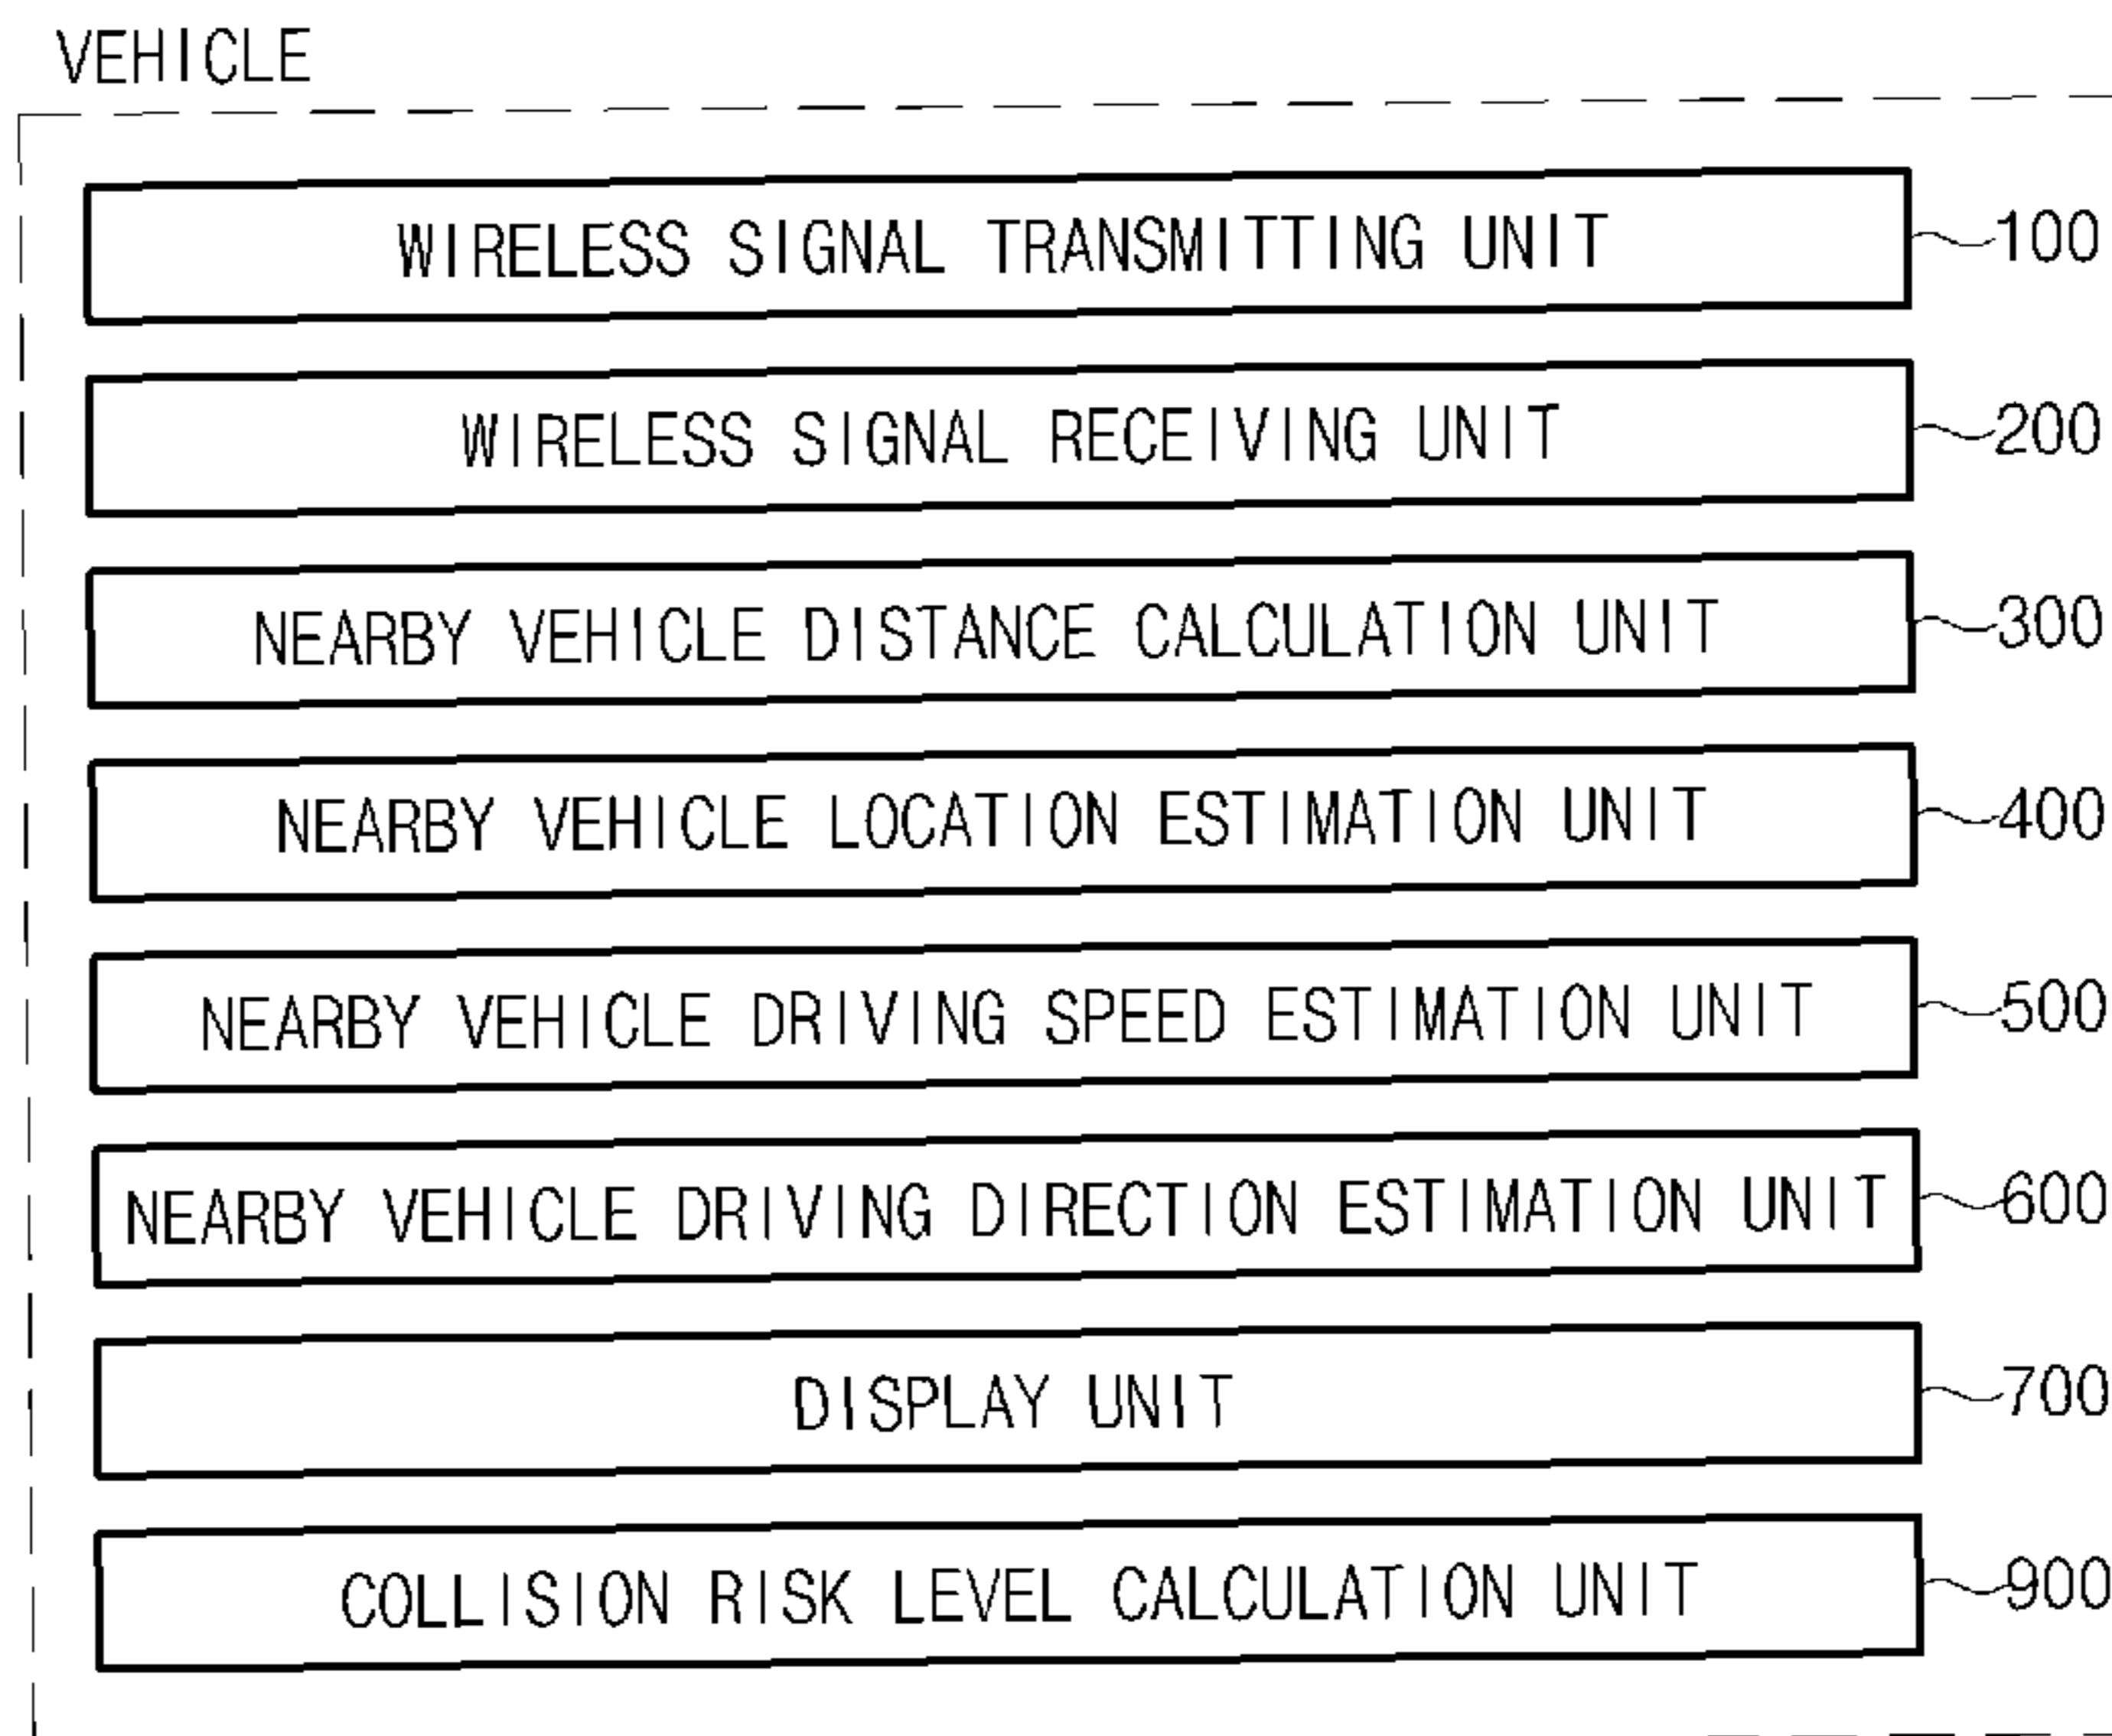 VEHICLE
WIRELESS SIGNAL TRANSMITTING UNIT 100
WIRELESS SIGNAL RECEIVING UNIT 200
NEARBY VEHICLE DISTANCE CALCULATION UNIT 300
NEARBY VEHICLE LOCATION ESTIMATION UNIT 400
NEARBY VEHICLE DRIVING SPEED ESTIMATION UNIT 500
NEARBY VEHICLE DRIVING DIRECTION ESTIMATION UNIT 600
DISPLAY UNIT 700
COLLISION RISK LEVEL CALCULATION UNIT 900